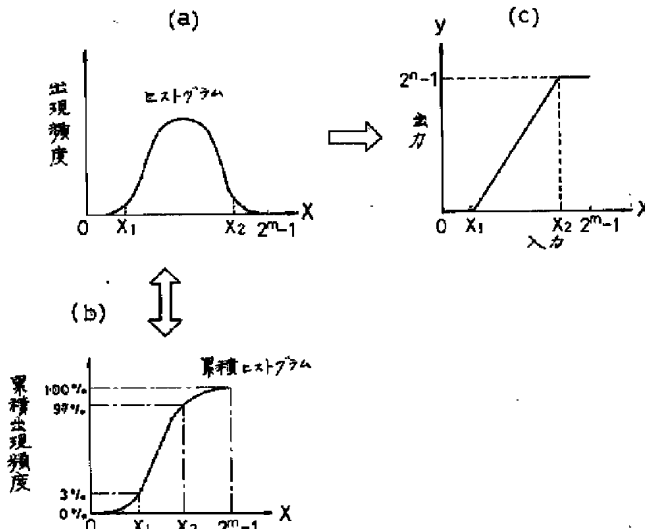 (a)
出現頻度
ヒストグラム
0
X₁
X₂
2ᵐ-1
X
(c)
y
2ⁿ-1
出力
0
X₁
X₂
2ᵐ-1
X
入力
(b)
累積ヒストグラム
累積出現頻度
100%
97%
3%
0%
0
X₁
X₂
2ᵐ-1
X